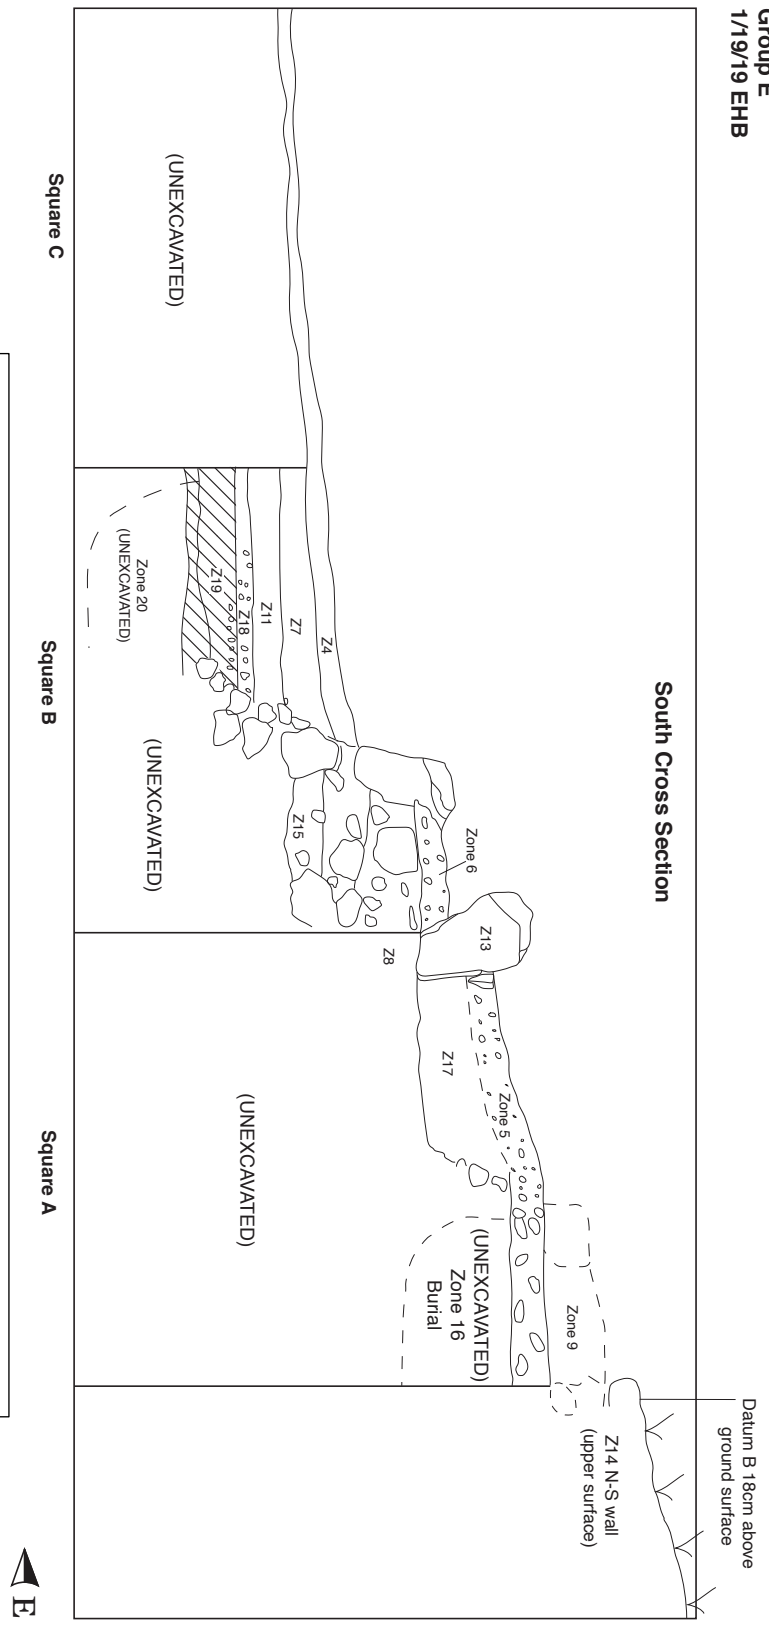 Group E
1/19/19 EHB
South Cross Section
Datum B 18cm above
ground surface
Z14 N-S wall
(upper surface)
Zone 9
(UNEXCAVATED)
Zone 16
Burial
Zone 5
Z17
Z13
Z8
Zone 6
Z15
Z4
Z7
Z11
Z18
Z19
Zone 20
(UNEXCAVATED)
(UNEXCAVATED)
(UNEXCAVATED)
(UNEXCAVATED)
Square C
Square B
Square A
E